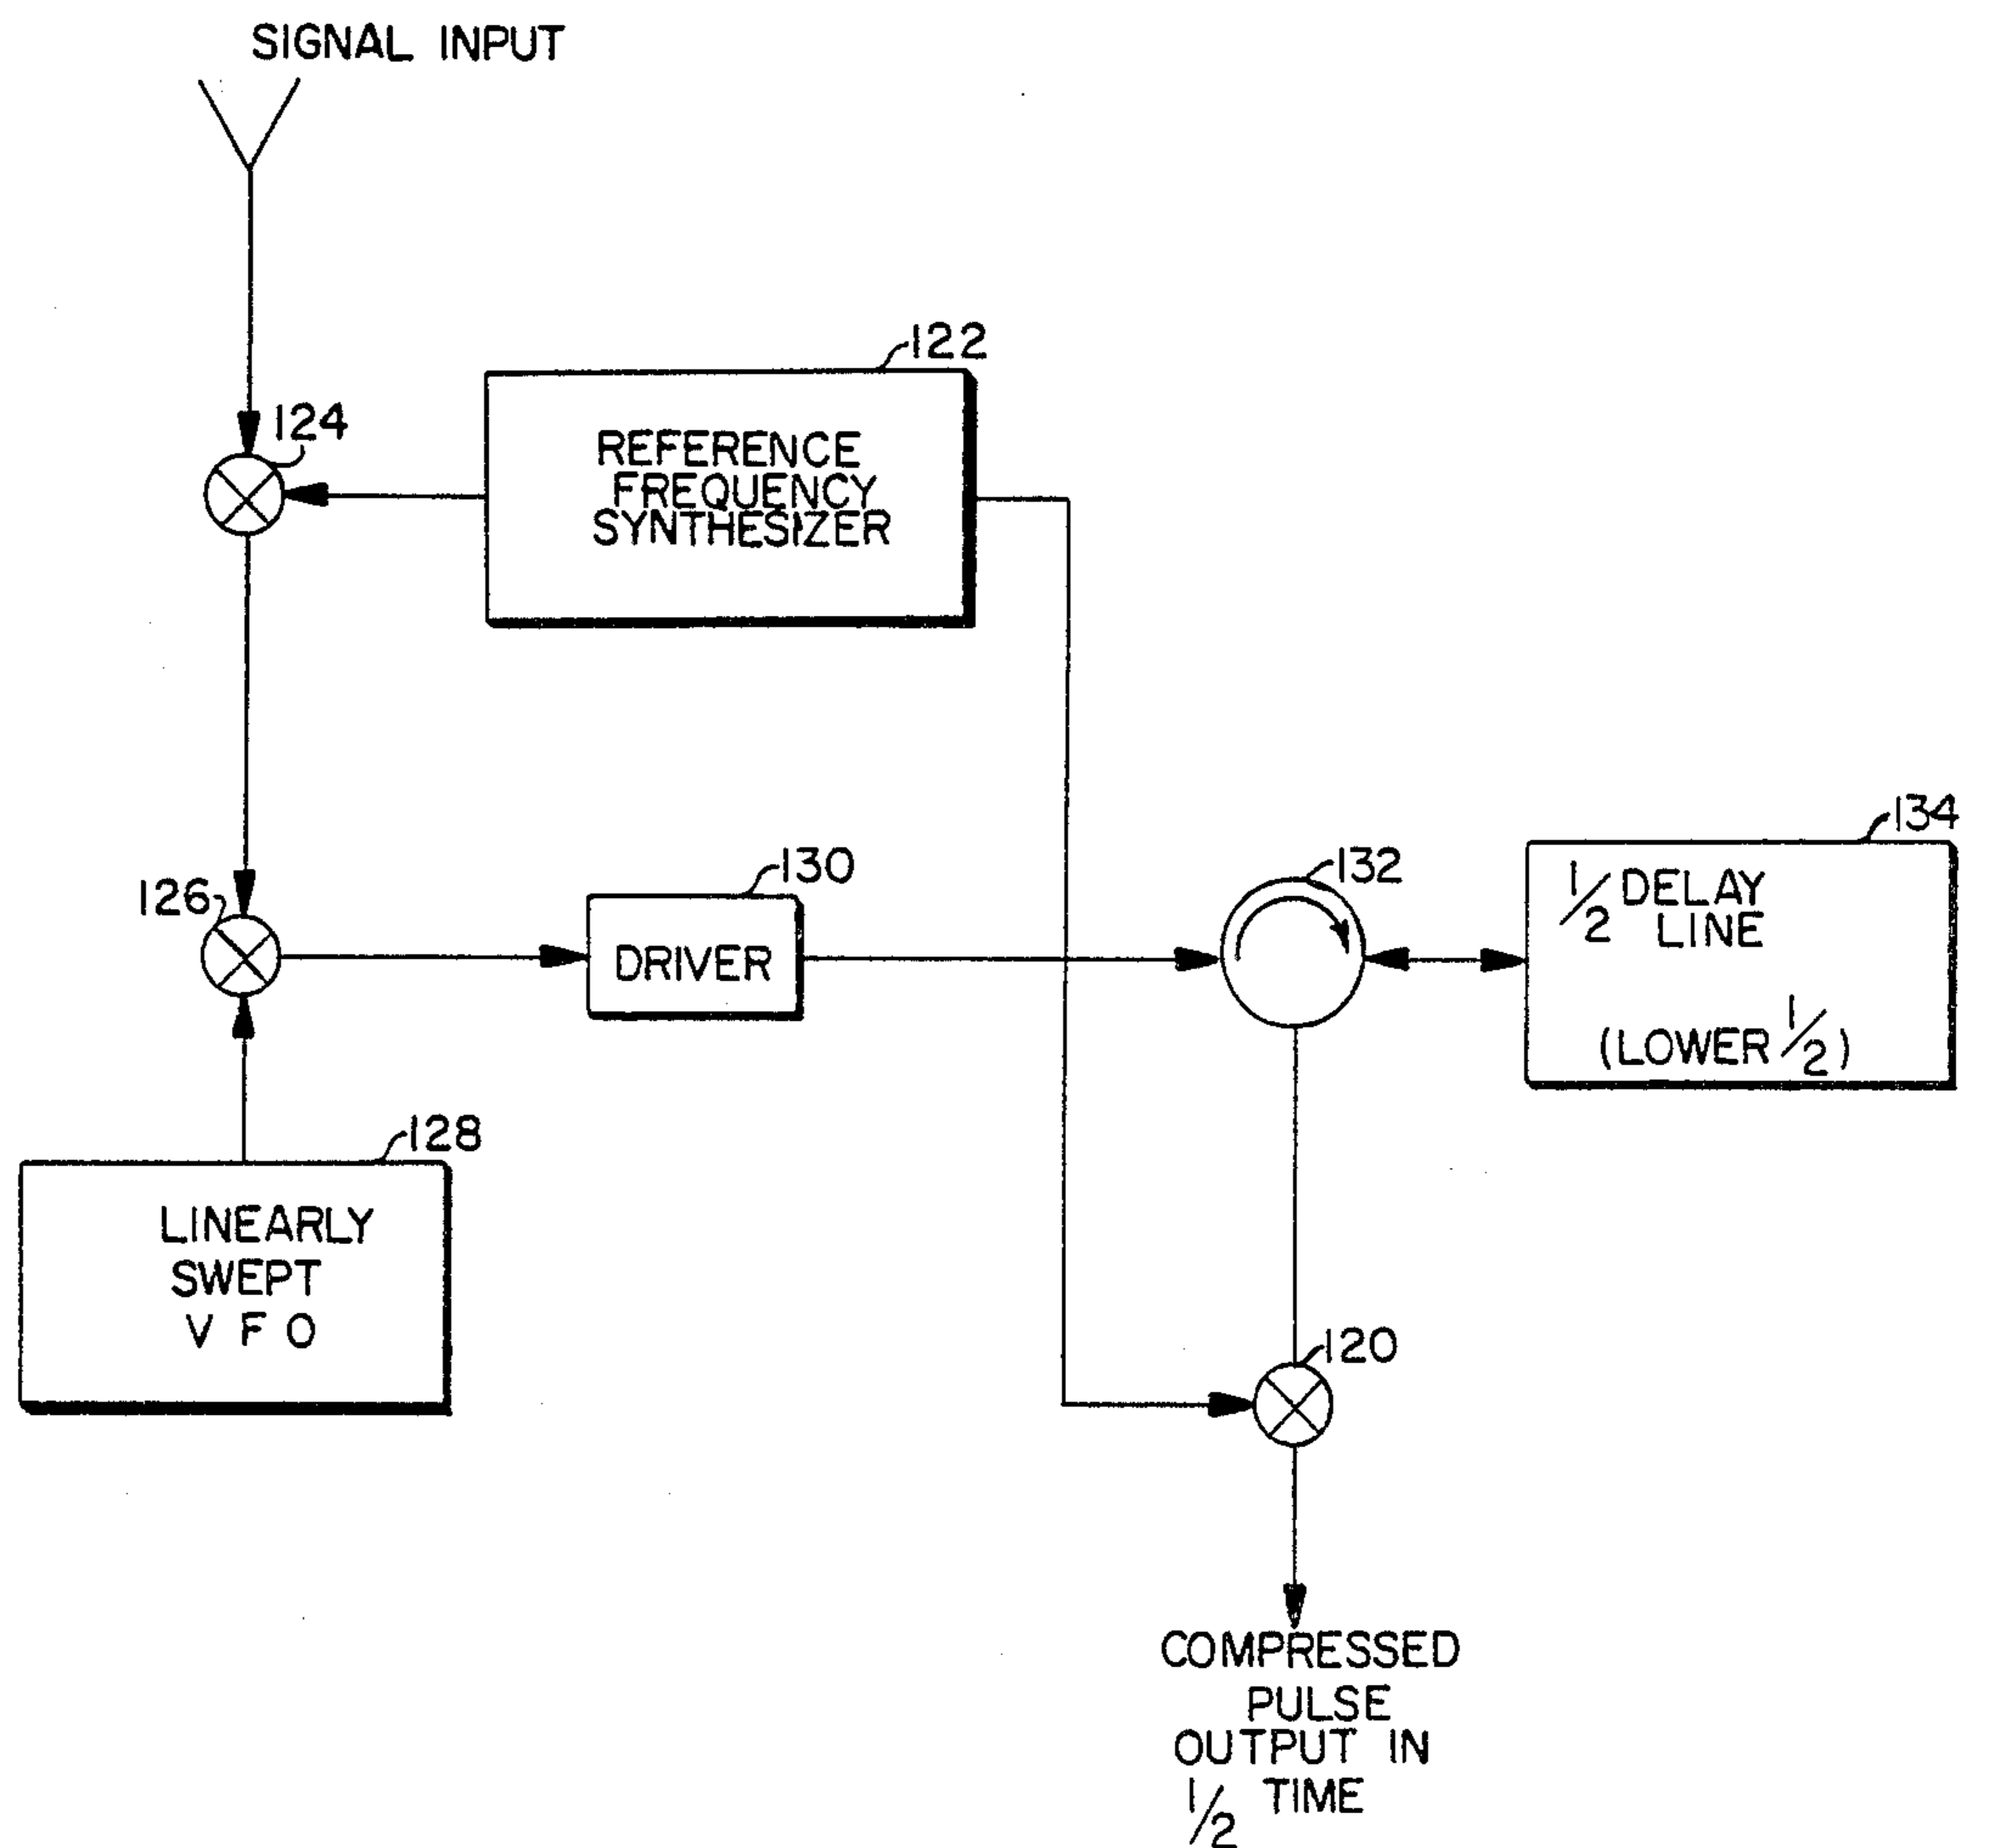 SIGNAL INPUT
122
124
REFERENCE
FREQUENCY
SYNTHESIZER
134
126
130
132
1/2 DELAY
LINE
DRIVER
(LOWER 1/2)
128
LINEARLY
SWEPT
V F O
120
COMPRESSED
PULSE
OUTPUT IN
1/2 TIME